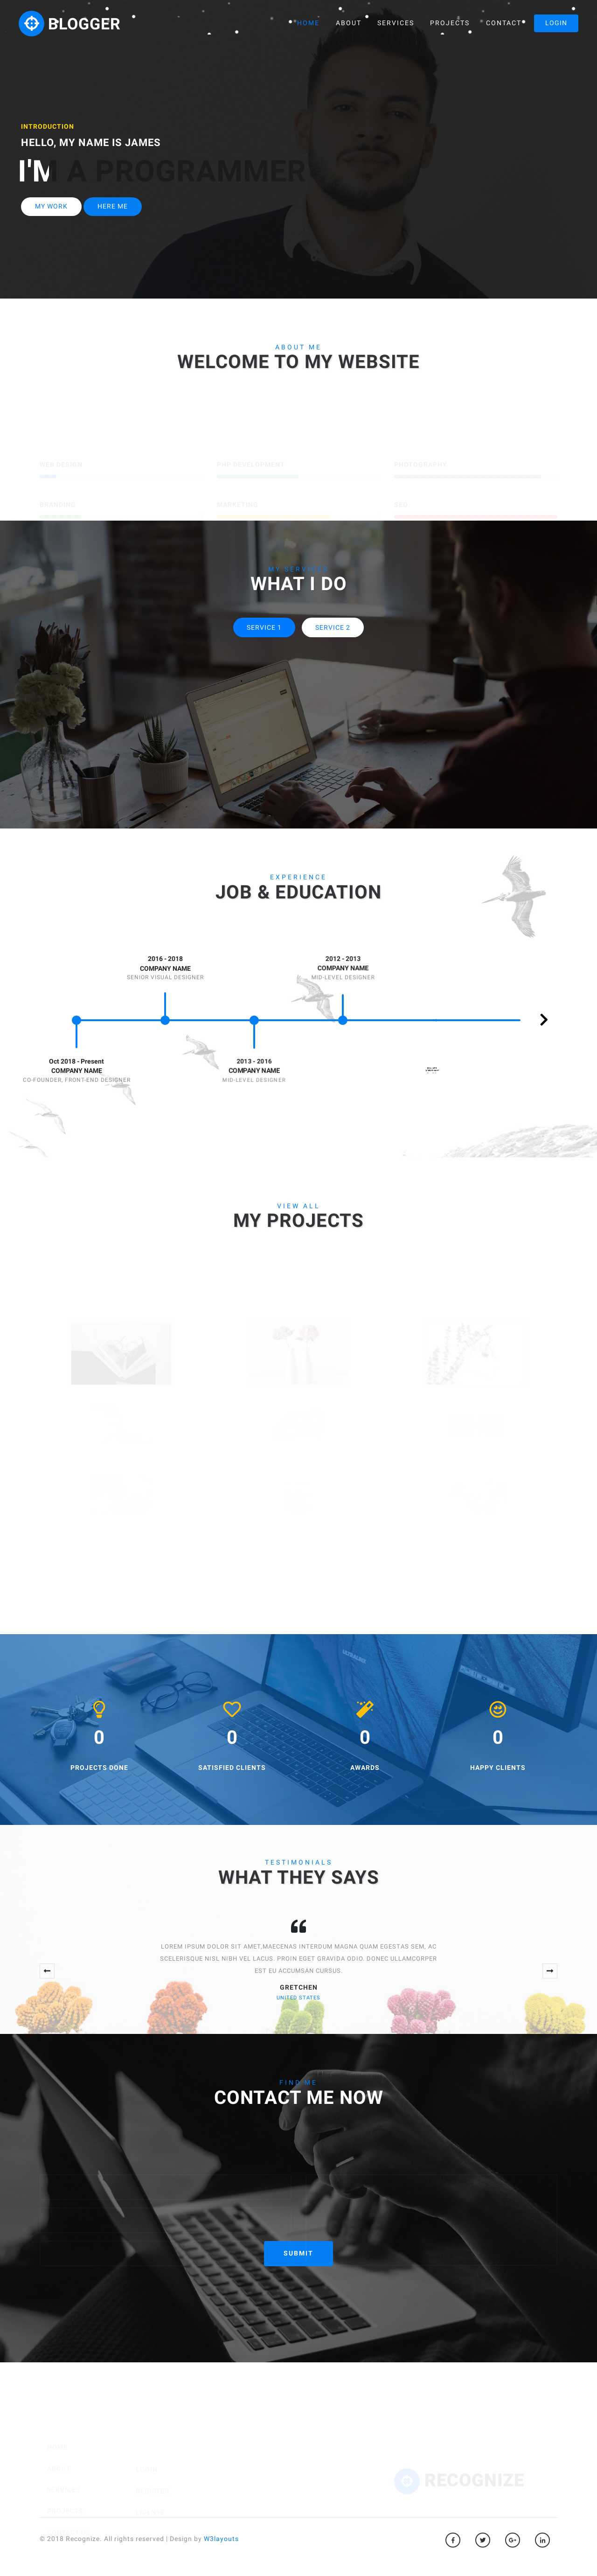 BLOGGER
HOME ABOUT SERVICES PROJECTS CONTACT LOGIN
INTRODUCTION
HELLO, MY NAME IS JAMES
I'M A PROGRAMMER
MY WORK HERE ME
ABOUT ME
WELCOME TO MY WEBSITE
WEB DESIGN PHP DEVELOPMENT PHOTOGRAPHY
BRANDING MARKETING SEO
MY SERVICES
WHAT I DO
SERVICE 1 SERVICE 2
EXPERIENCE
JOB & EDUCATION
2016 - 2018
COMPANY NAME
SENIOR VISUAL DESIGNER
2012 - 2013
COMPANY NAME
MID-LEVEL DESIGNER
Oct 2018 - Present
COMPANY NAME
CO-FOUNDER, FRONT-END DESIGNER
2013 - 2016
COMPANY NAME
MID-LEVEL DESIGNER
VIEW ALL
MY PROJECTS
0 0 0 0
PROJECTS DONE SATISFIED CLIENTS AWARDS HAPPY CLIENTS
TESTIMONIALS
WHAT THEY SAYS
LOREM IPSUM DOLOR SIT AMET,MAECENAS INTERDUM MAGNA QUAM EGESTAS SEM, AC
SCELERISQUE NISL NIBH VEL LACUS. PROIN EGET GRAVIDA ODIO. DONEC ULLAMCORPER
EST EU ACCUMSAN CURSUS.
GRETCHEN
UNITED STATES
FIND ME
CONTACT ME NOW
SUBMIT
RECOGNIZE
© 2018 Recognize. All rights reserved | Design by W3layouts.